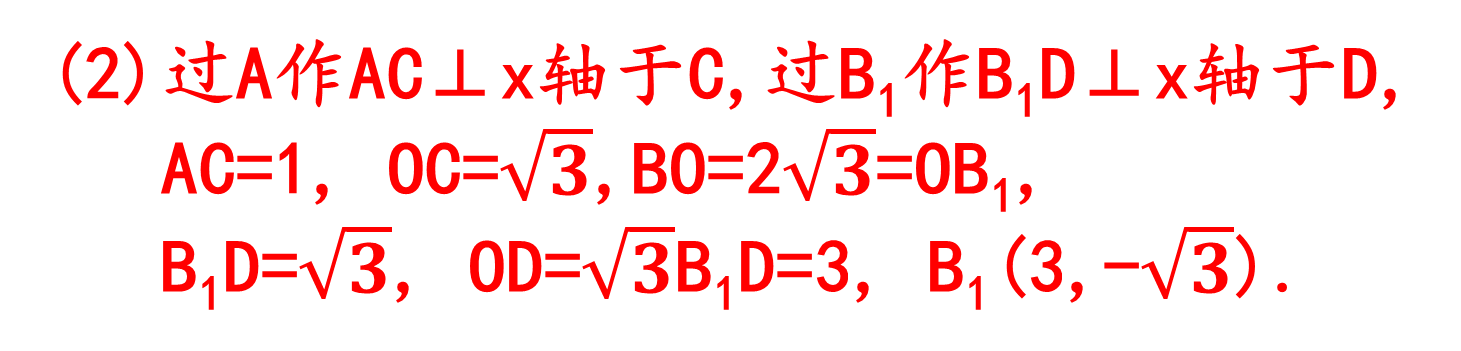 (2)过A作AC⊥x轴于C,过B₁作B₁D⊥x轴于D,
AC=1, OC=√3,BO=2√3=OB₁,
B₁D=√3, OD=√3B₁D=3, B₁(3,-√3).